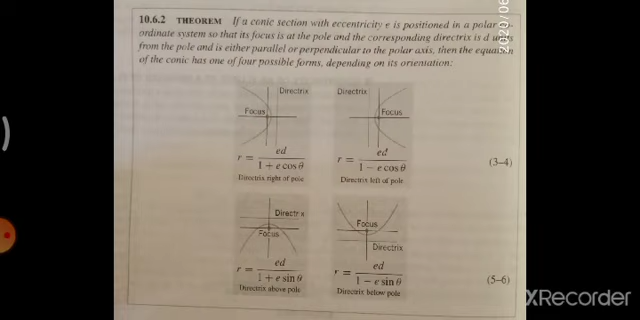 10.6.2 THEOREM If a conic section with eccentricity e is positioned in a polar co-
ordinate system so that its focus is at the pole and the corresponding directrix is d units
from the pole and is either parallel or perpendicular to the polar axis, then the equation
of the conic has one of four possible forms, depending on its orientation:
Directrix
Focus
Directrix
Focus
r = ed / 1 + e cos θ
Directrix right of pole
r = ed / 1 − e cos θ
Directrix left of pole
(3–4)
Directrix
Focus
Focus
Directrix
r = ed / 1 + e sin θ
Directrix above pole
r = ed / 1 − e sin θ
Directrix below pole
(5–6)
2020/06
XRecorder